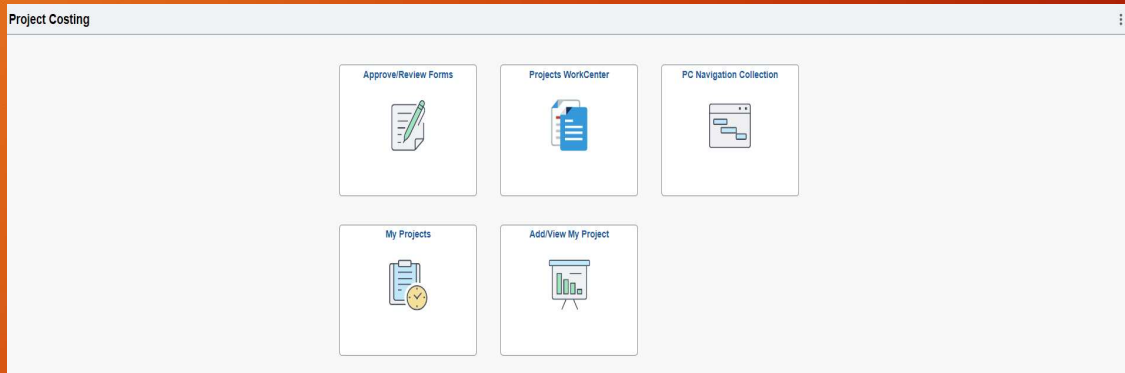 Project Costing
Approve/Review Forms
Projects WorkCenter
PC Navigation Collection
My Projects
Add/View My Project